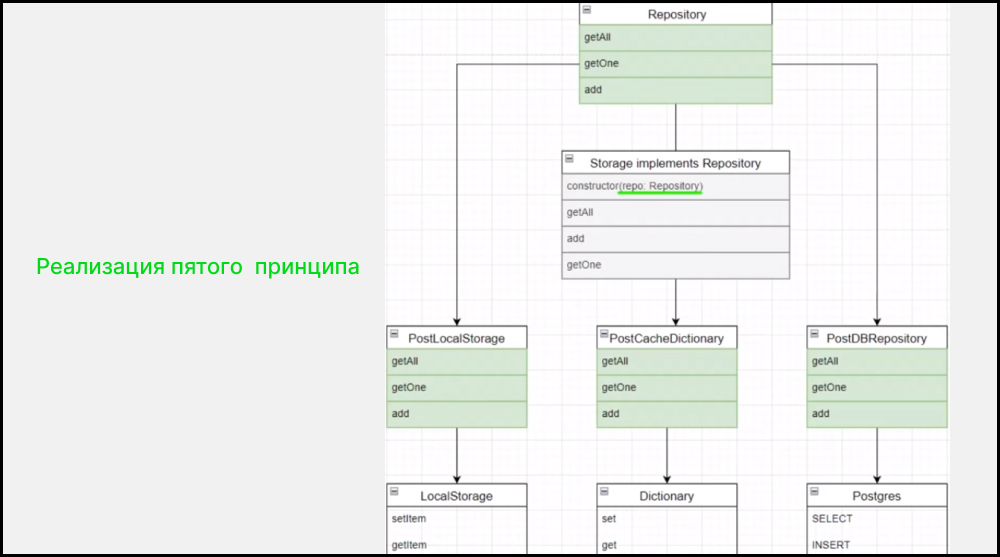 Repository
getAll
getOne
add
Storage implements Repository
constructor(repo: Repository)
getAll
add
getOne
Реализация пятого принципа
PostLocalStorage
getAll
getOne
add
PostCacheDictionary
getAll
getOne
add
PostDBRepository
getAll
getOne
add
LocalStorage
setItem
getItem
Dictionary
set
get
Postgres
SELECT
INSERT